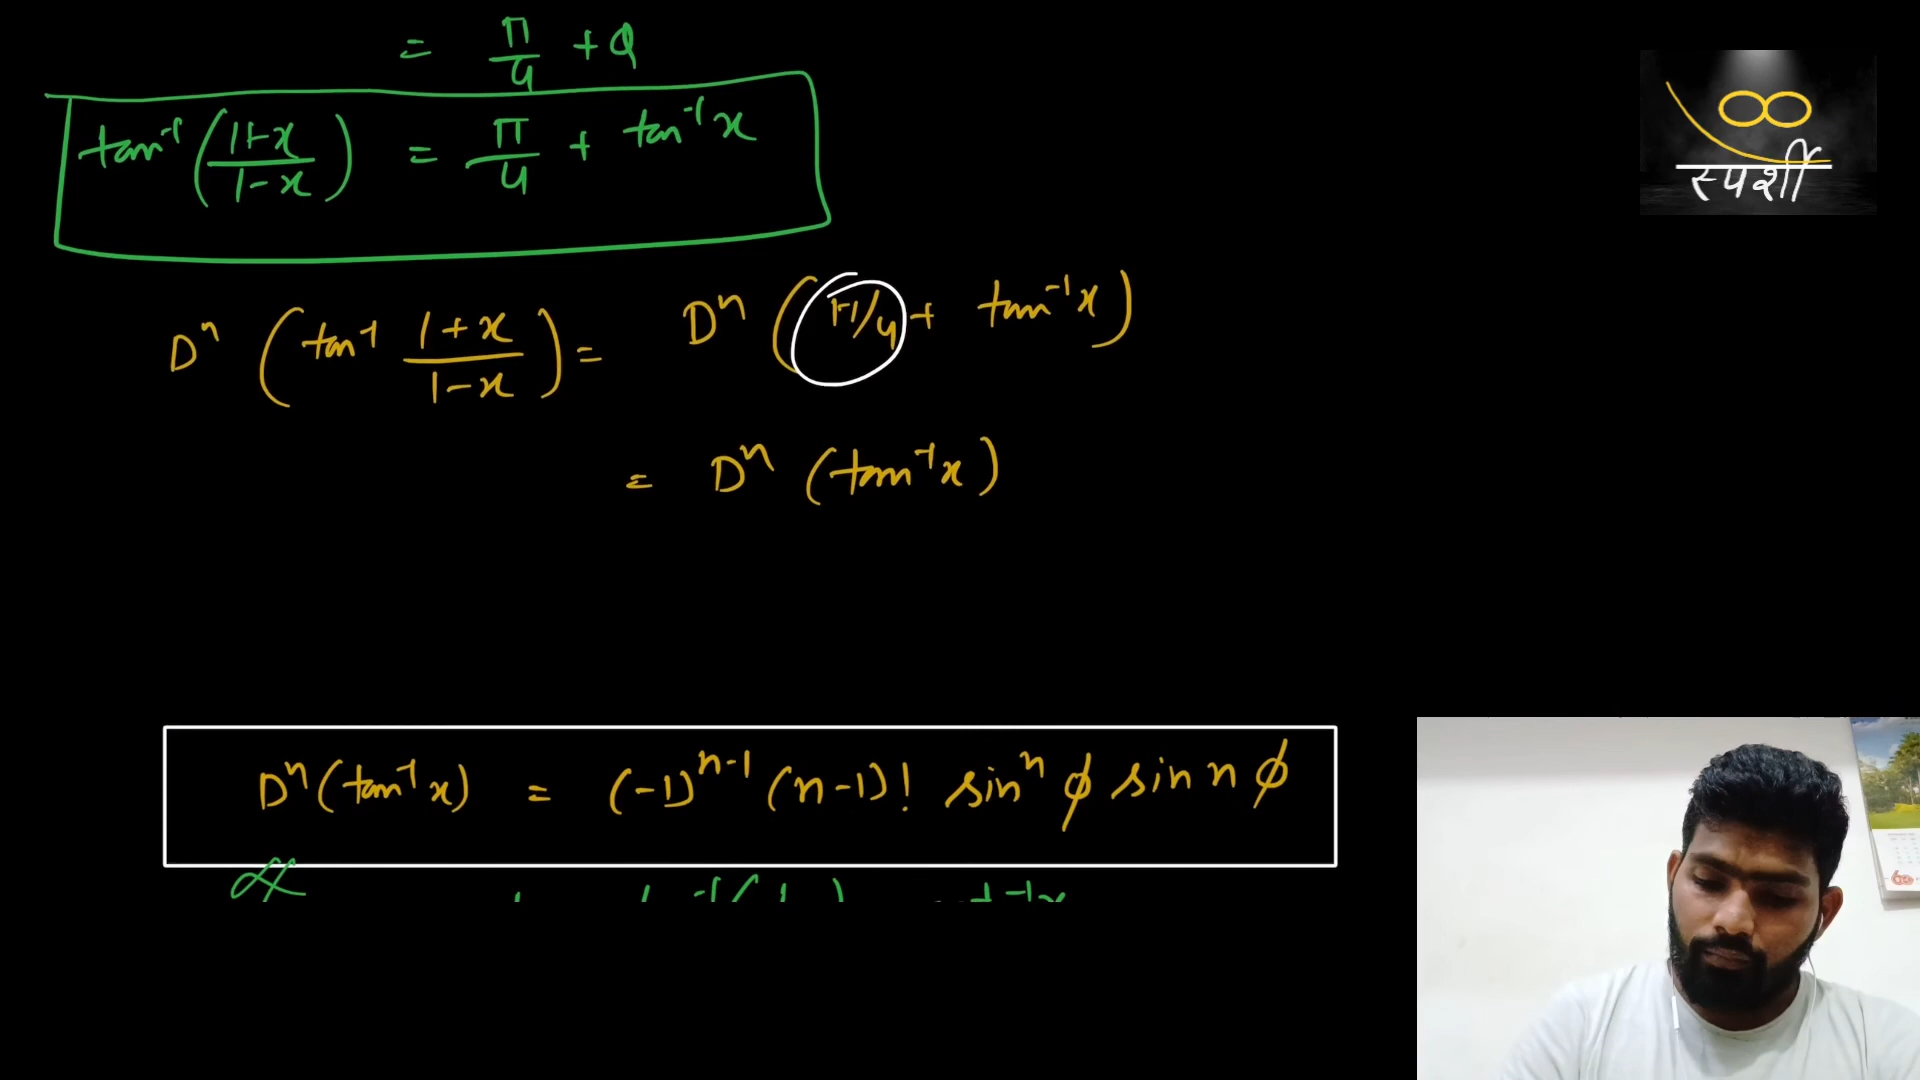 = π/4 + Q
tan⁻¹ (1+x / 1-x) = π/4 + tan⁻¹ x
Dⁿ (tan⁻¹ 1+x / 1-x) = Dⁿ (π/4 + tan⁻¹x)
= Dⁿ (tan⁻¹x)
Dⁿ(tan⁻¹x) = (-1)ⁿ⁻¹ (n-1)! sinⁿ ϕ sin n ϕ
स्पर्शी